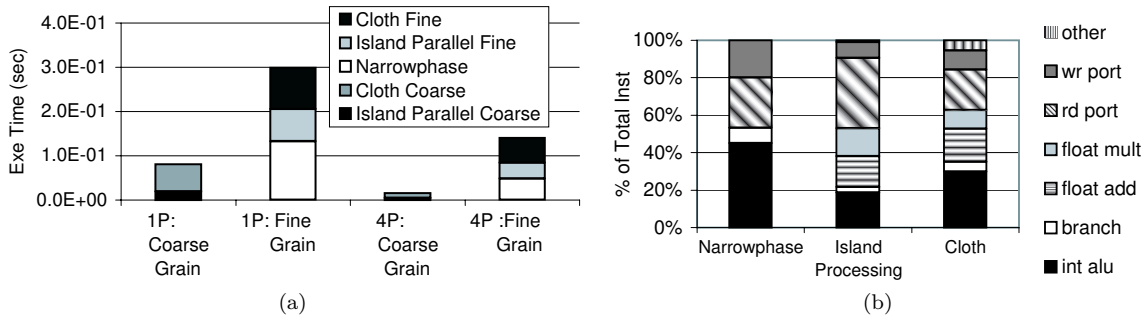 4.0E-01
3.0E-01
2.0E-01
1.0E-01
0.0E+00
Exe Time (sec)
Cloth Fine
Island Parallel Fine
Narrowphase
Cloth Coarse
Island Parallel Coarse
1P:
Coarse
Grain
1P: Fine
Grain
4P:
Coarse
Grain
4P :Fine
Grain
(a)
100%
80%
60%
40%
20%
0%
% of Total Inst
Narrowphase
Island
Processing
Cloth
other
wr port
rd port
float mult
float add
branch
int alu
(b)